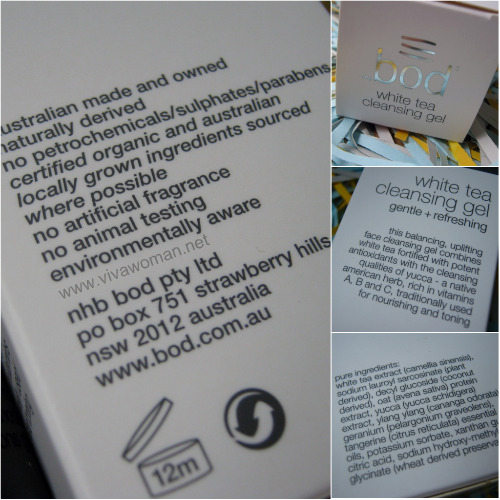 australian made and owned
naturally derived
no petrochemicals/sulphates/parabens
certified organic and australian
locally grown ingredients sourced
where possible
no artificial fragrance
no animal testing
environmentally aware
www.vivawoman.net
nhb bod pty ltd
po box 751 strawberry hills
nsw 2012 australia
www.bod.com.au
12m
bod
white tea
cleansing gel
white tea
cleansing gel
gentle + refreshing
this balancing, uplifting
face cleansing gel combines
white tea fortified with potent
antioxidants with the cleansing
qualities of yucca - a native
american herb, rich in vitamins
A, B and C, traditionally used
for nourishing and toning
pure ingredients:
white tea extract (camellia sinensis),
sodium lauroyl sarcosinate (plant
derived), decyl glucoside (coconut
derived), oat (avena sativa) protein
extract, yucca (yucca schidigera)
extract, ylang ylang (cananga odorata)
geranium (pelargonium graveolens),
tangerine (citrus reticulata) essential
oils, potassium sorbate, xanthan gum
citric acid, sodium hydroxy-methyl
glycinate (wheat derived preserva